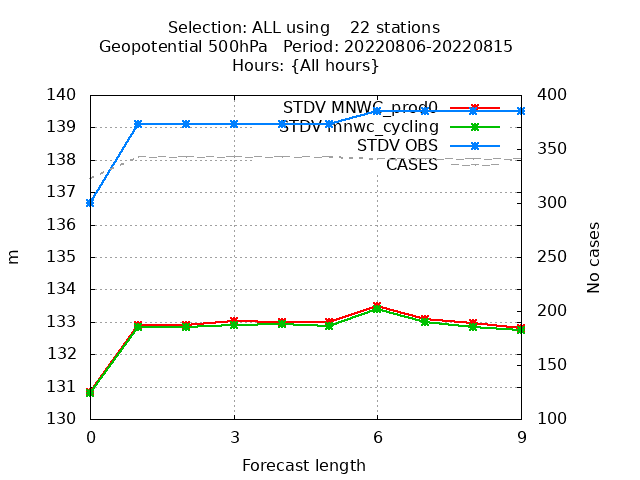 Selection: ALL using    22 stations
Geopotential 500hPa   Period: 20220806-20220815
Hours: {All hours}
140
139
138
137
136
135
134
133
132
131
130
m
400
350
300
250
200
150
100
No cases
STDV MNWC_prod0
STDV mnwc_cycling
STDV OBS
CASES
0
3
6
9
Forecast length